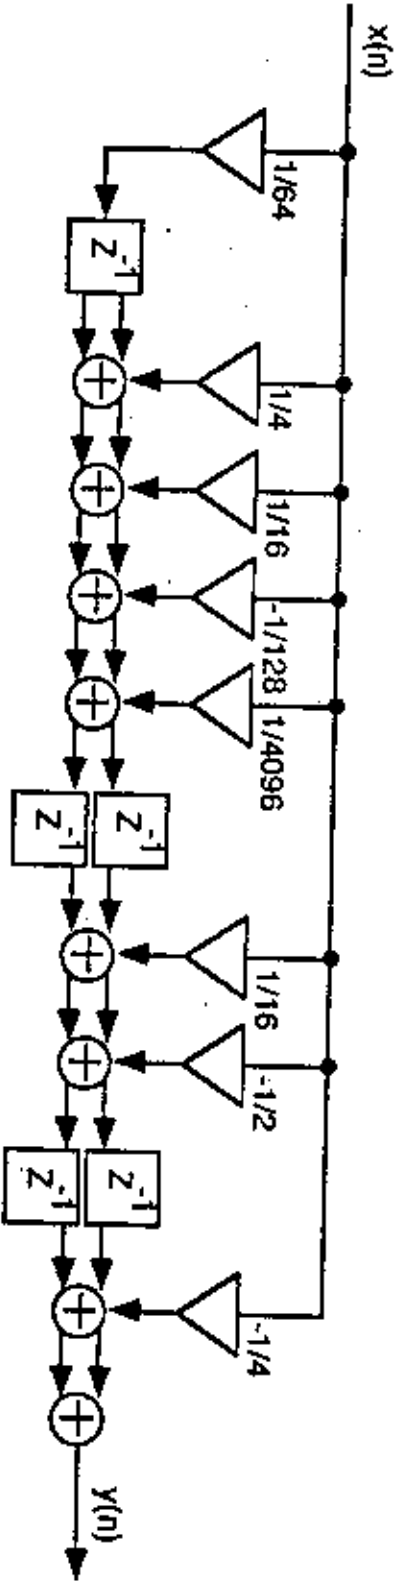 x(n)
1/64
1/4
1/16
-1/128
1/4096
1/16
-1/2
-1/4
z⁻¹
z⁻¹
z⁻¹
z⁻¹
z⁻¹
+
+
+
+
+
+
+
+
y(n)